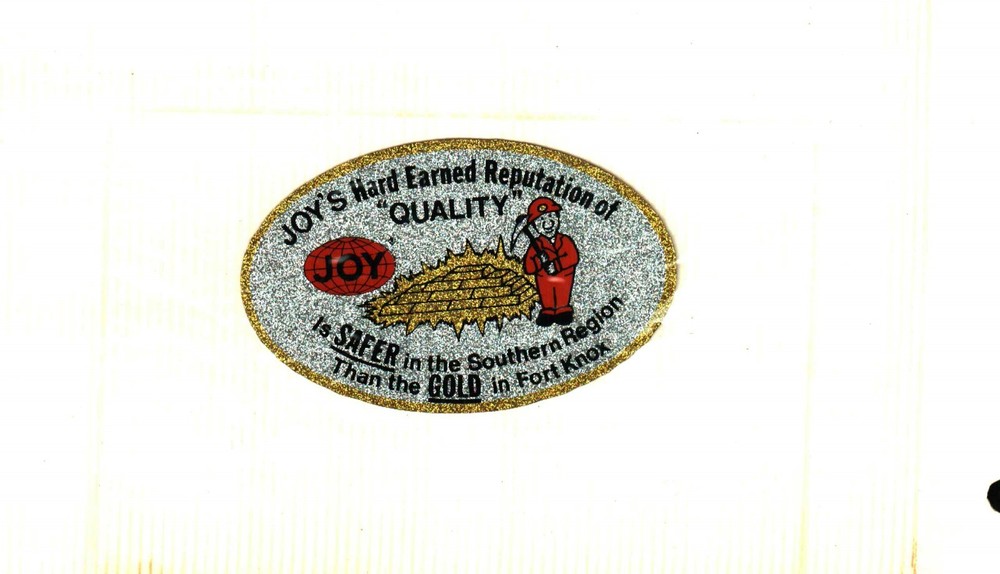 JOY'S Hard Earned Reputation of
"QUALITY"
JOY
is SAFER in the Southern Region
Than the GOLD in Fort Knox